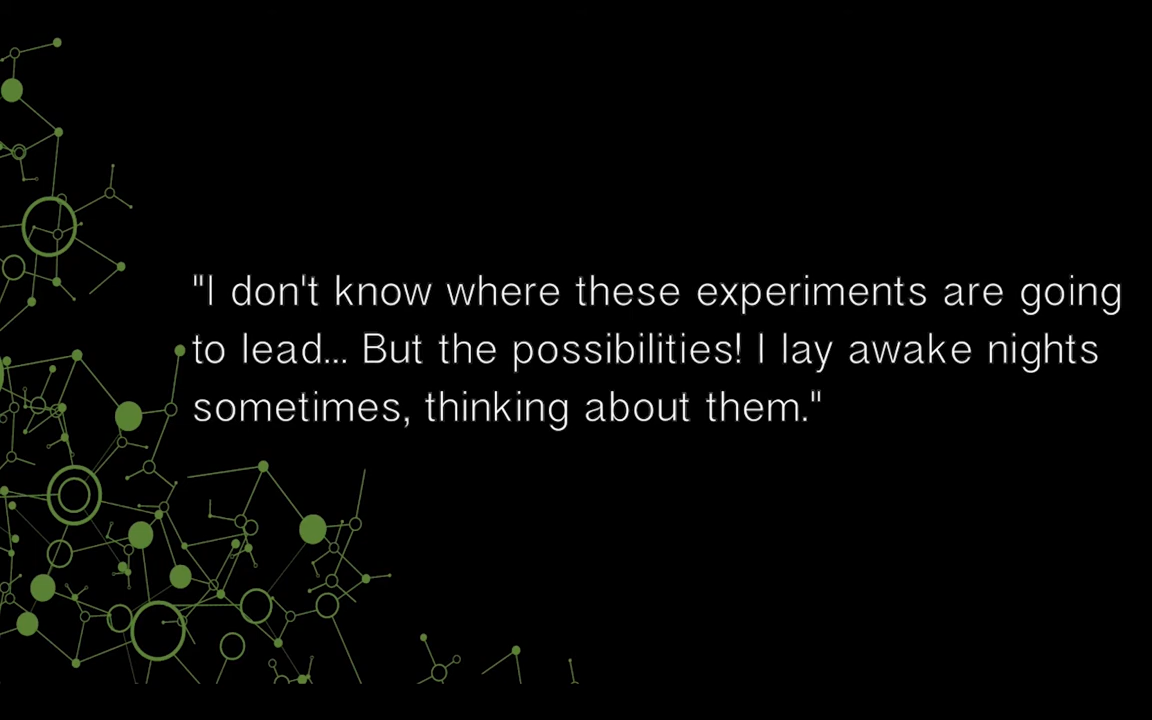 "I don't know where these experiments are going
to lead... But the possibilities! I lay awake nights
sometimes, thinking about them."